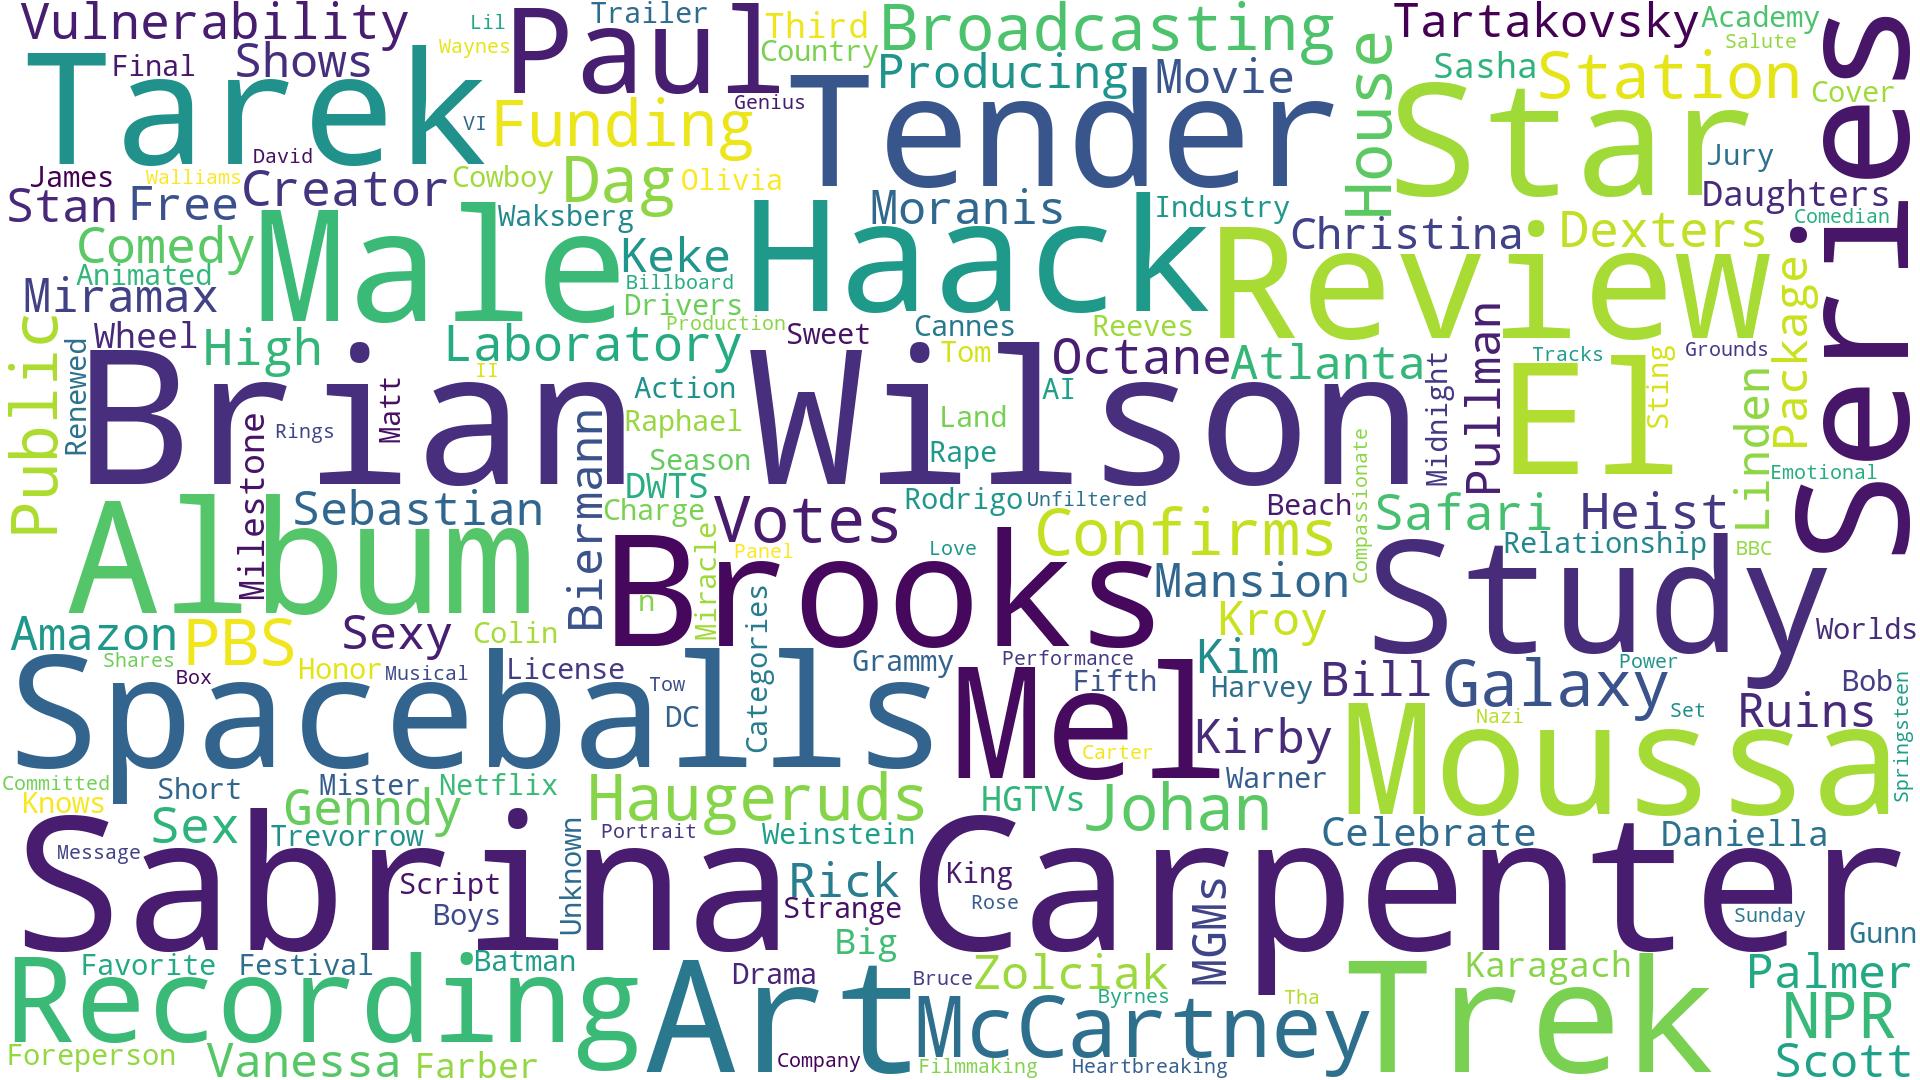 Vulnerability
Lil
Waynes
Paul
Trailer
Third
Country
Broadcasting
Tartakovsky
Academy
Salute
Series
Tarek
Final
Shows
VI
Funding
Genius
Tender
Producing
Movie
House
Star
Sasha
Station
Cover
David
James
Walliams
Stan
Free
Creator
Cowboy
Dag
Olivia
Jury
Daughters
Comedian
Comedy
Animated
Male
Waksberg
Keke
Billboard
Drivers
Production
Haack
Moranis
Industry
Review
Christina
Dexters
Package
Miramax
Public
Wheel
High
Laboratory
Sweet
Cannes
Reeves
Tom
Octane
Atlanta
Pullman
Tracks
Grounds
Renewed
Brian
Matt
Rings
II
Action
Raphael
Season
DWTS
Charge
Wilson
Land
Rape
AI
Midnight
El
Sting
Linden
Emotional
Milestone
Biermann
Album
Sebastian
Votes
Rodrigo
Unfiltered
Beach
Compassionate
Safari
Heist
Relationship
BBC
Confirms
Panel
Love
Miracle
n
Brooks
Mansion
Study
Kroy
Worlds
Amazon
PBS
Sexy
Colin
Shares
Box
Honor
Musical
License
Tow
DC
Categories
Grammy
Performance
Fifth
Kim
Harvey
Bill
Galaxy
Power
Set
Bob
Ruins
Springsteen
Spaceballs
Mel
Carter
Kirby
Warner
Nazi
Moussa
Committed
Knows
Short
Mister
Netflix
Genndy
Haugeruds
HGTVs
Johan
Sex
Trevorrow
Portrait
Weinstein
Celebrate
Daniella
Message
Sabrina
Script
Boys
Unknown
Rick
Strange
Big
King
Rose
Carpenter
MGMs
Sunday
Gunn
Recording
Favorite
Festival
Batman
Art
Drama
Bruce
Zolciak
Byrnes
Tha
Trek
Karagach
Palmer
NPR
Scott
Foreperson
Vanessa
Farber
Company
McCartney
Filmmaking
Heartbreaking